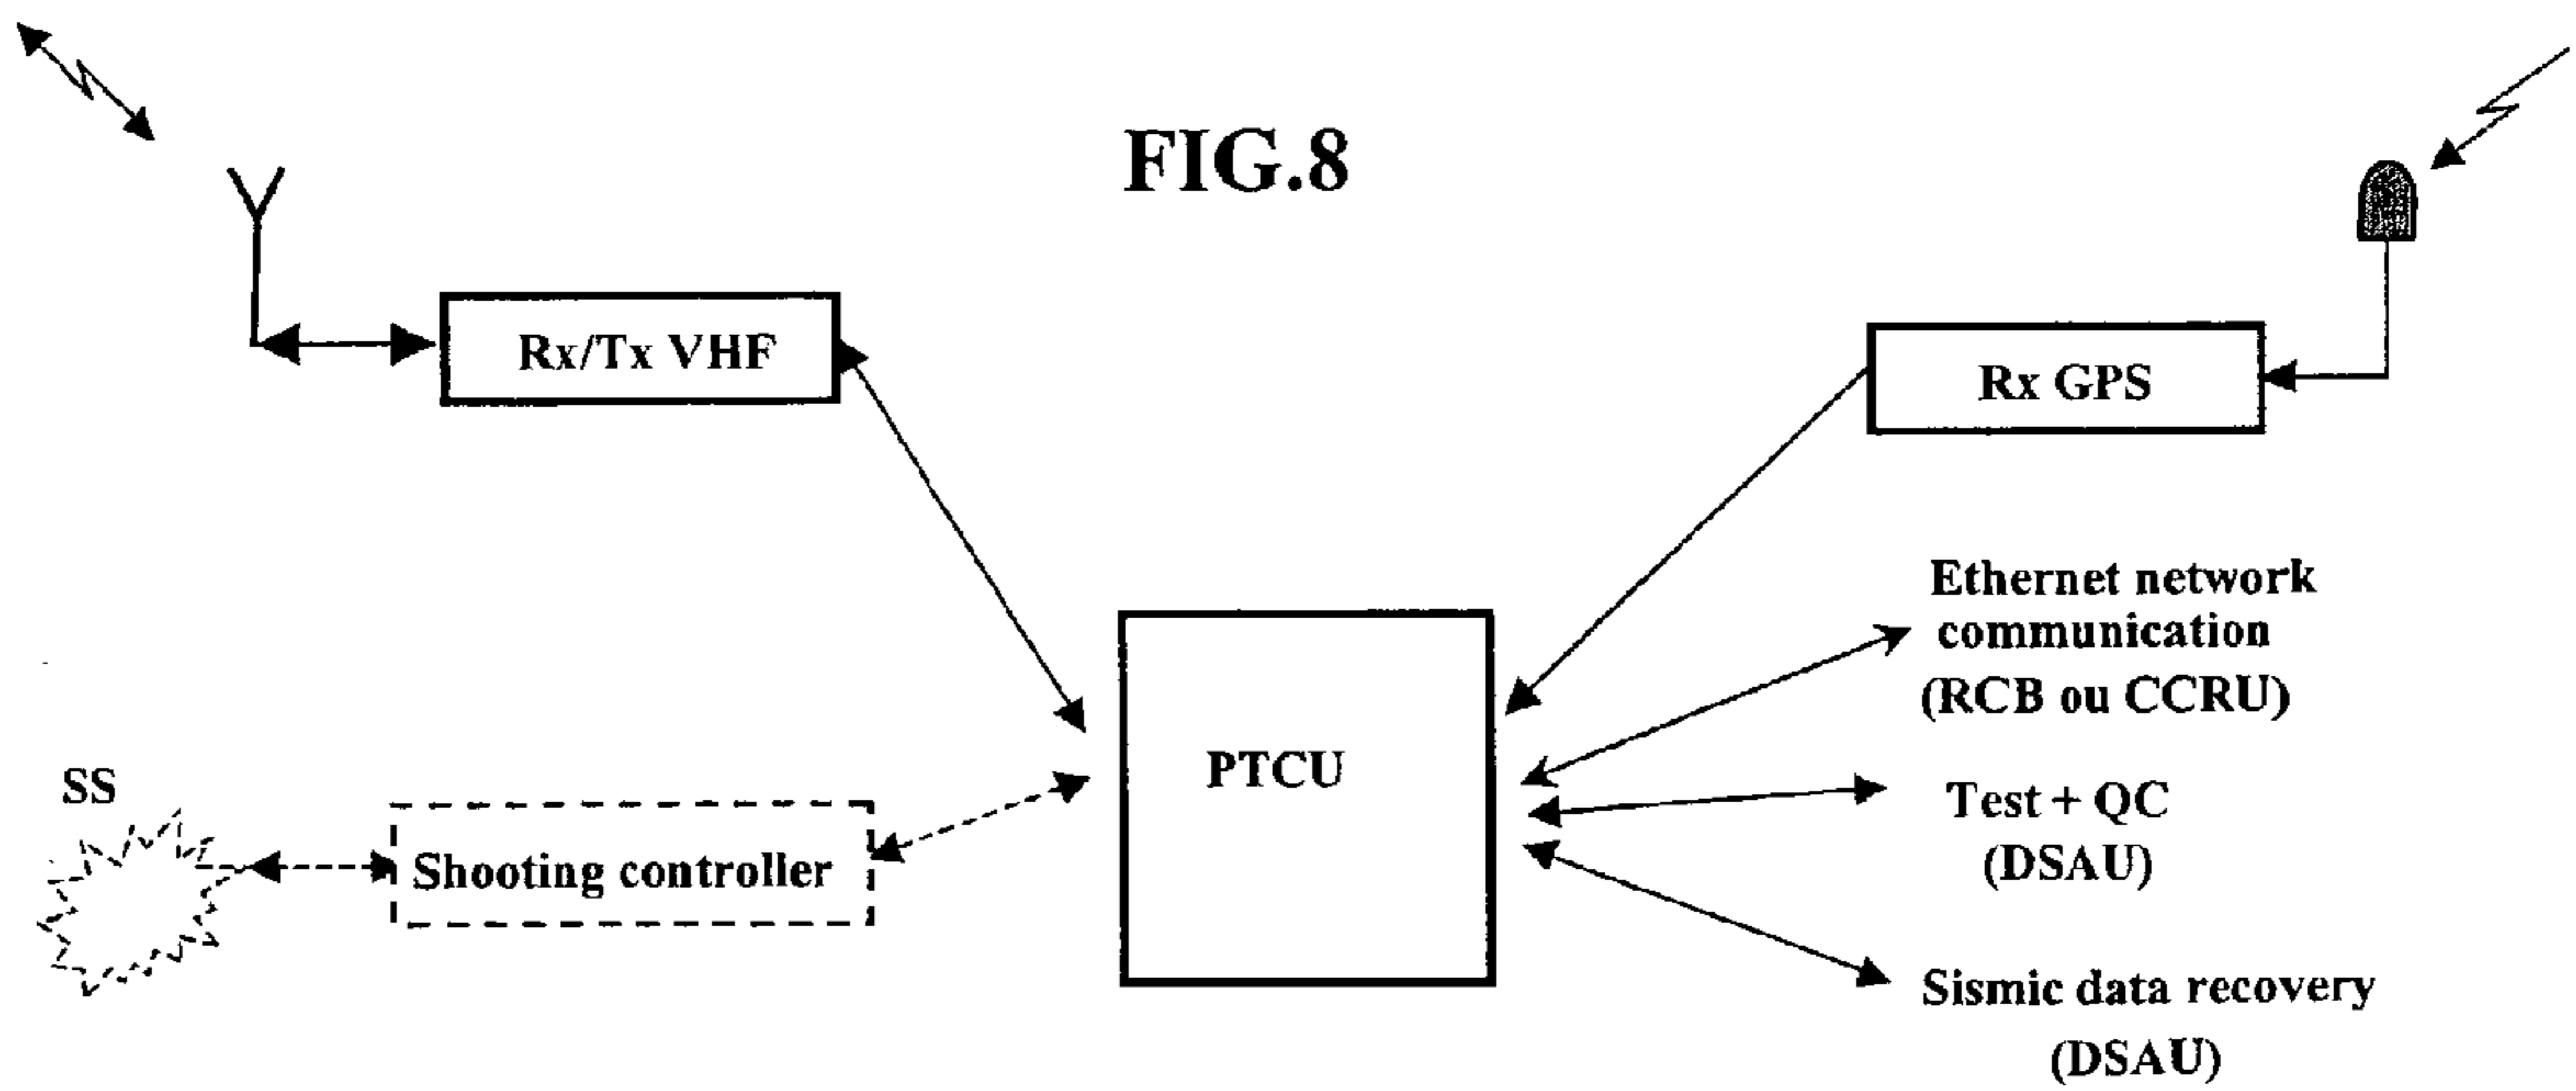 FIG.8
Rx/Tx VHF
Rx GPS
Ethernet network
communication
(RCB ou CCRU)
PTCU
SS
Test + QC
(DSAU)
Shooting controller
Sismic data recovery
(DSAU)